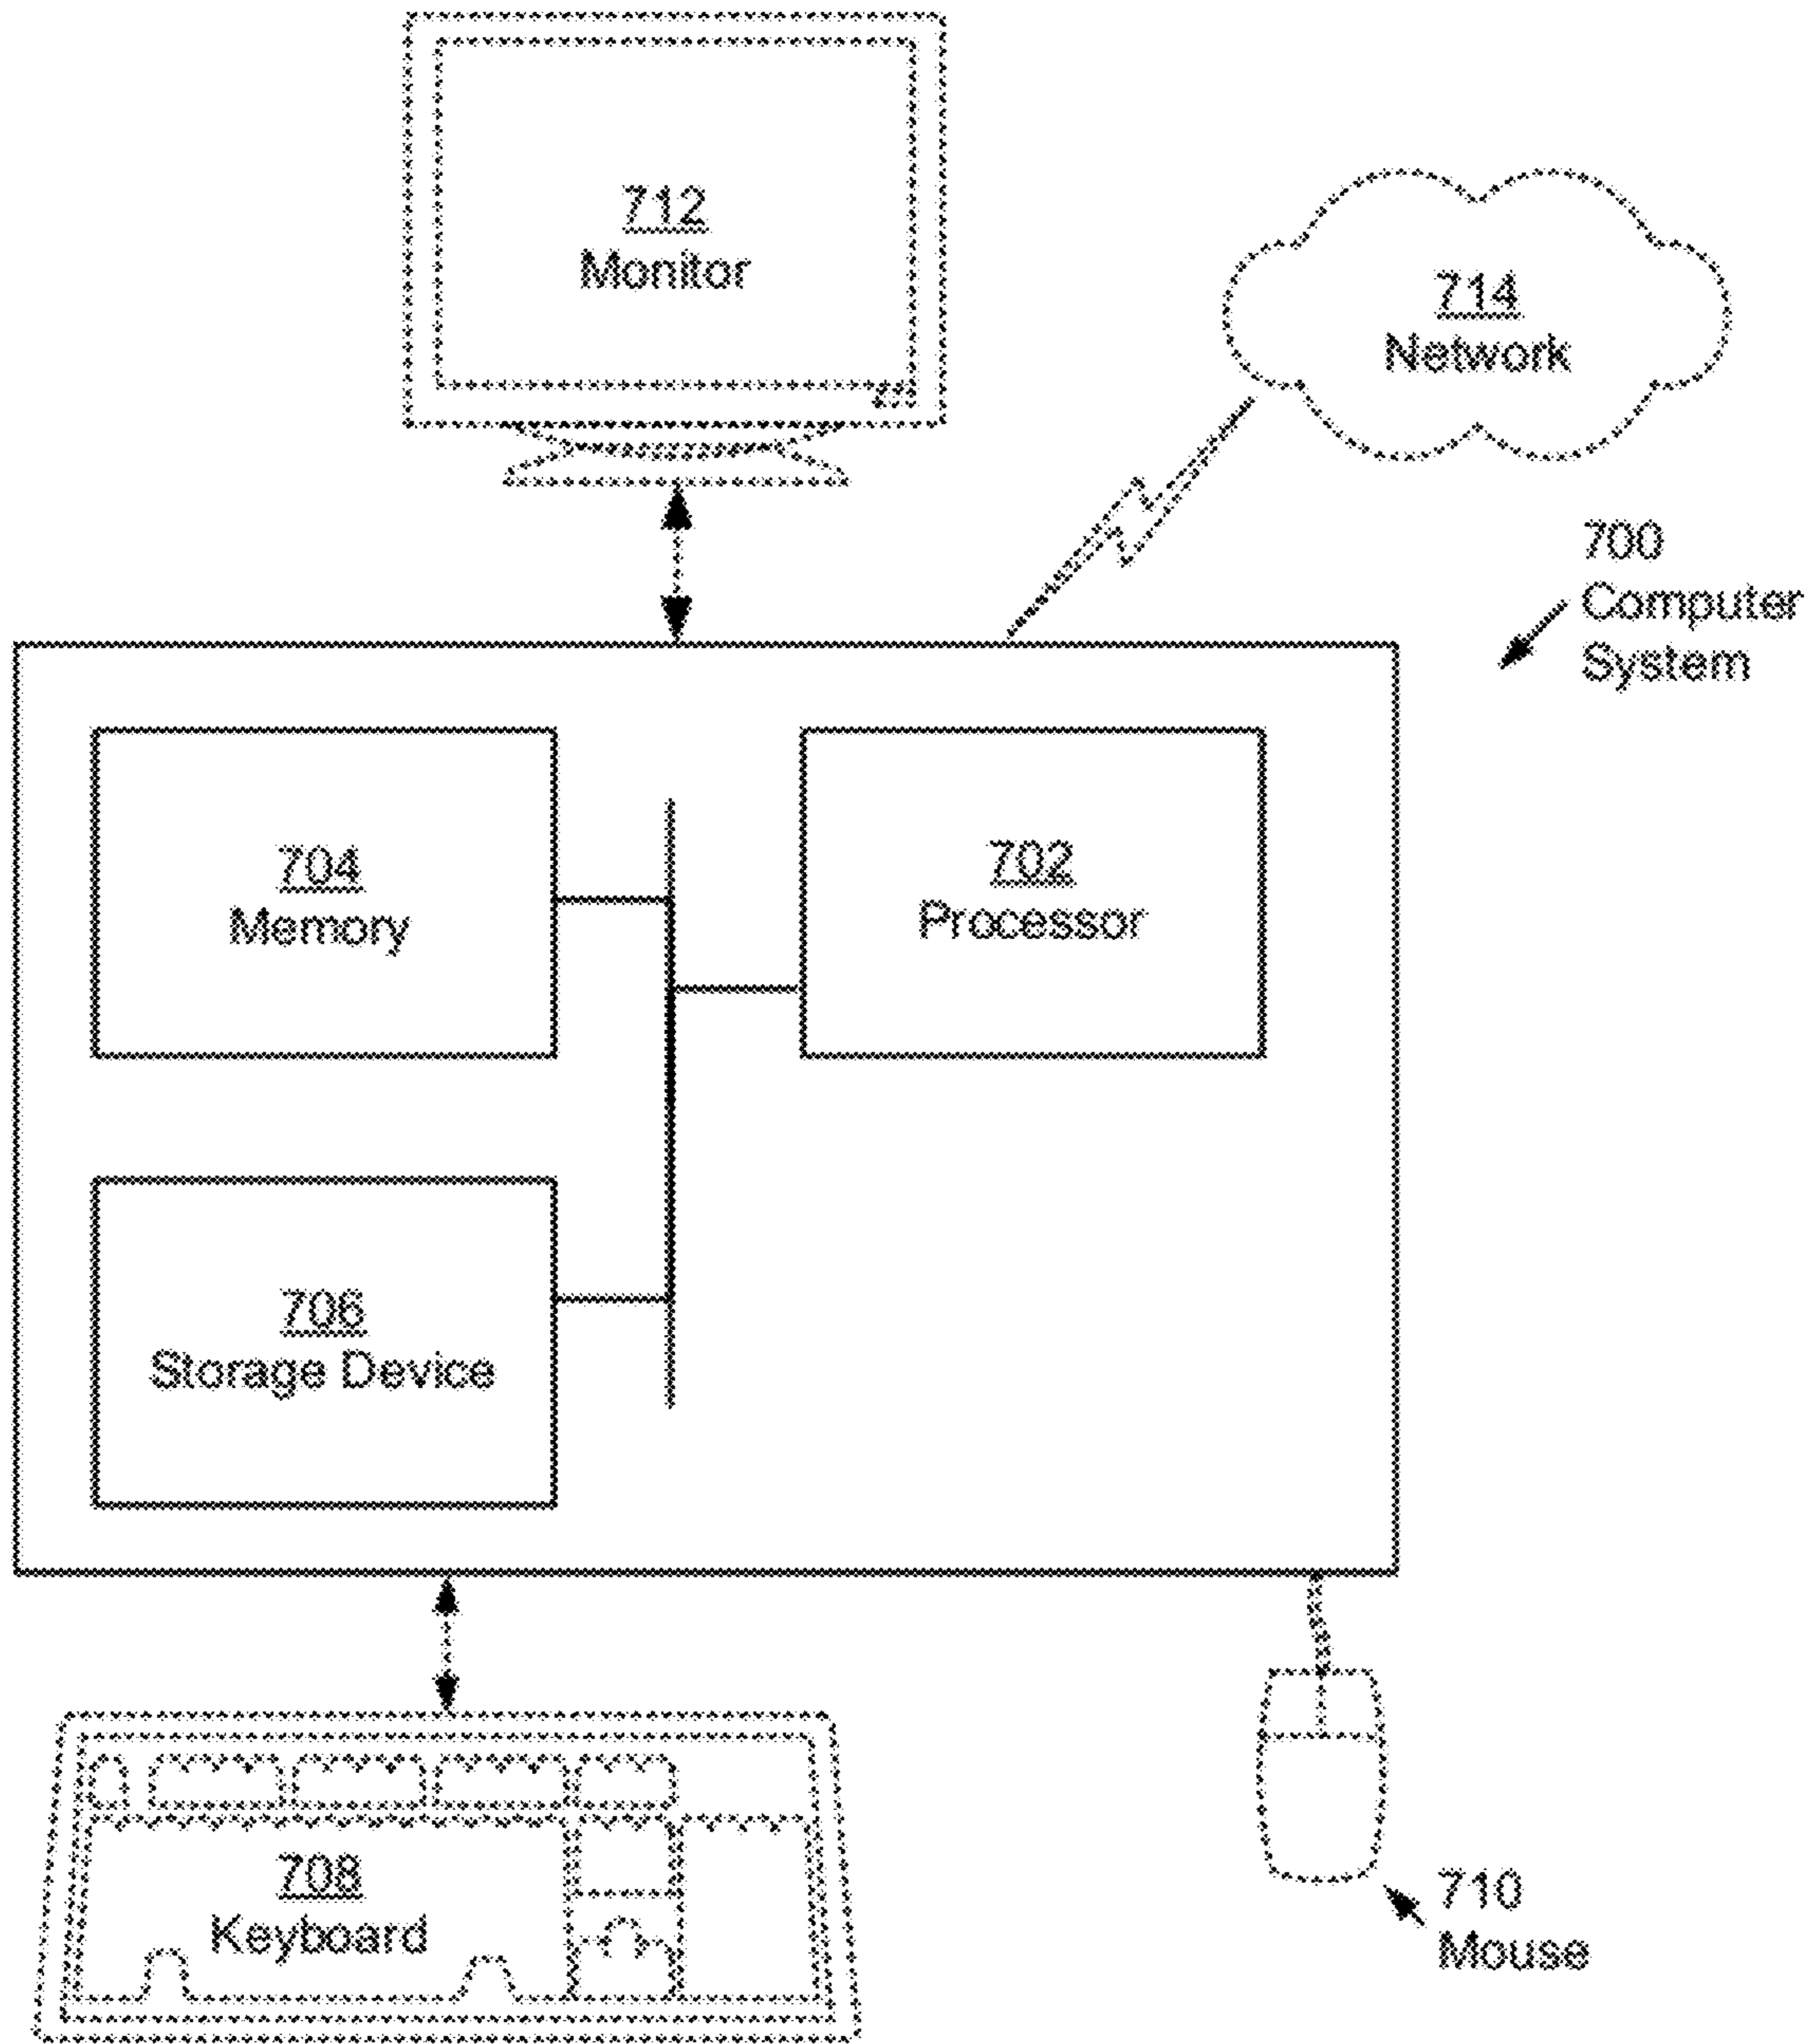 712
Monitor
714
Network
700
Computer
System
704
Memory
702
Processor
706
Storage Device
708
Keyboard
710
Mouse